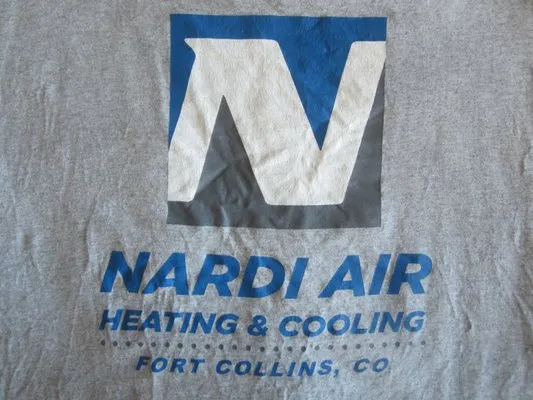 N
NARDI AIR
HEATING & COOLING
FORT COLLINS, CO